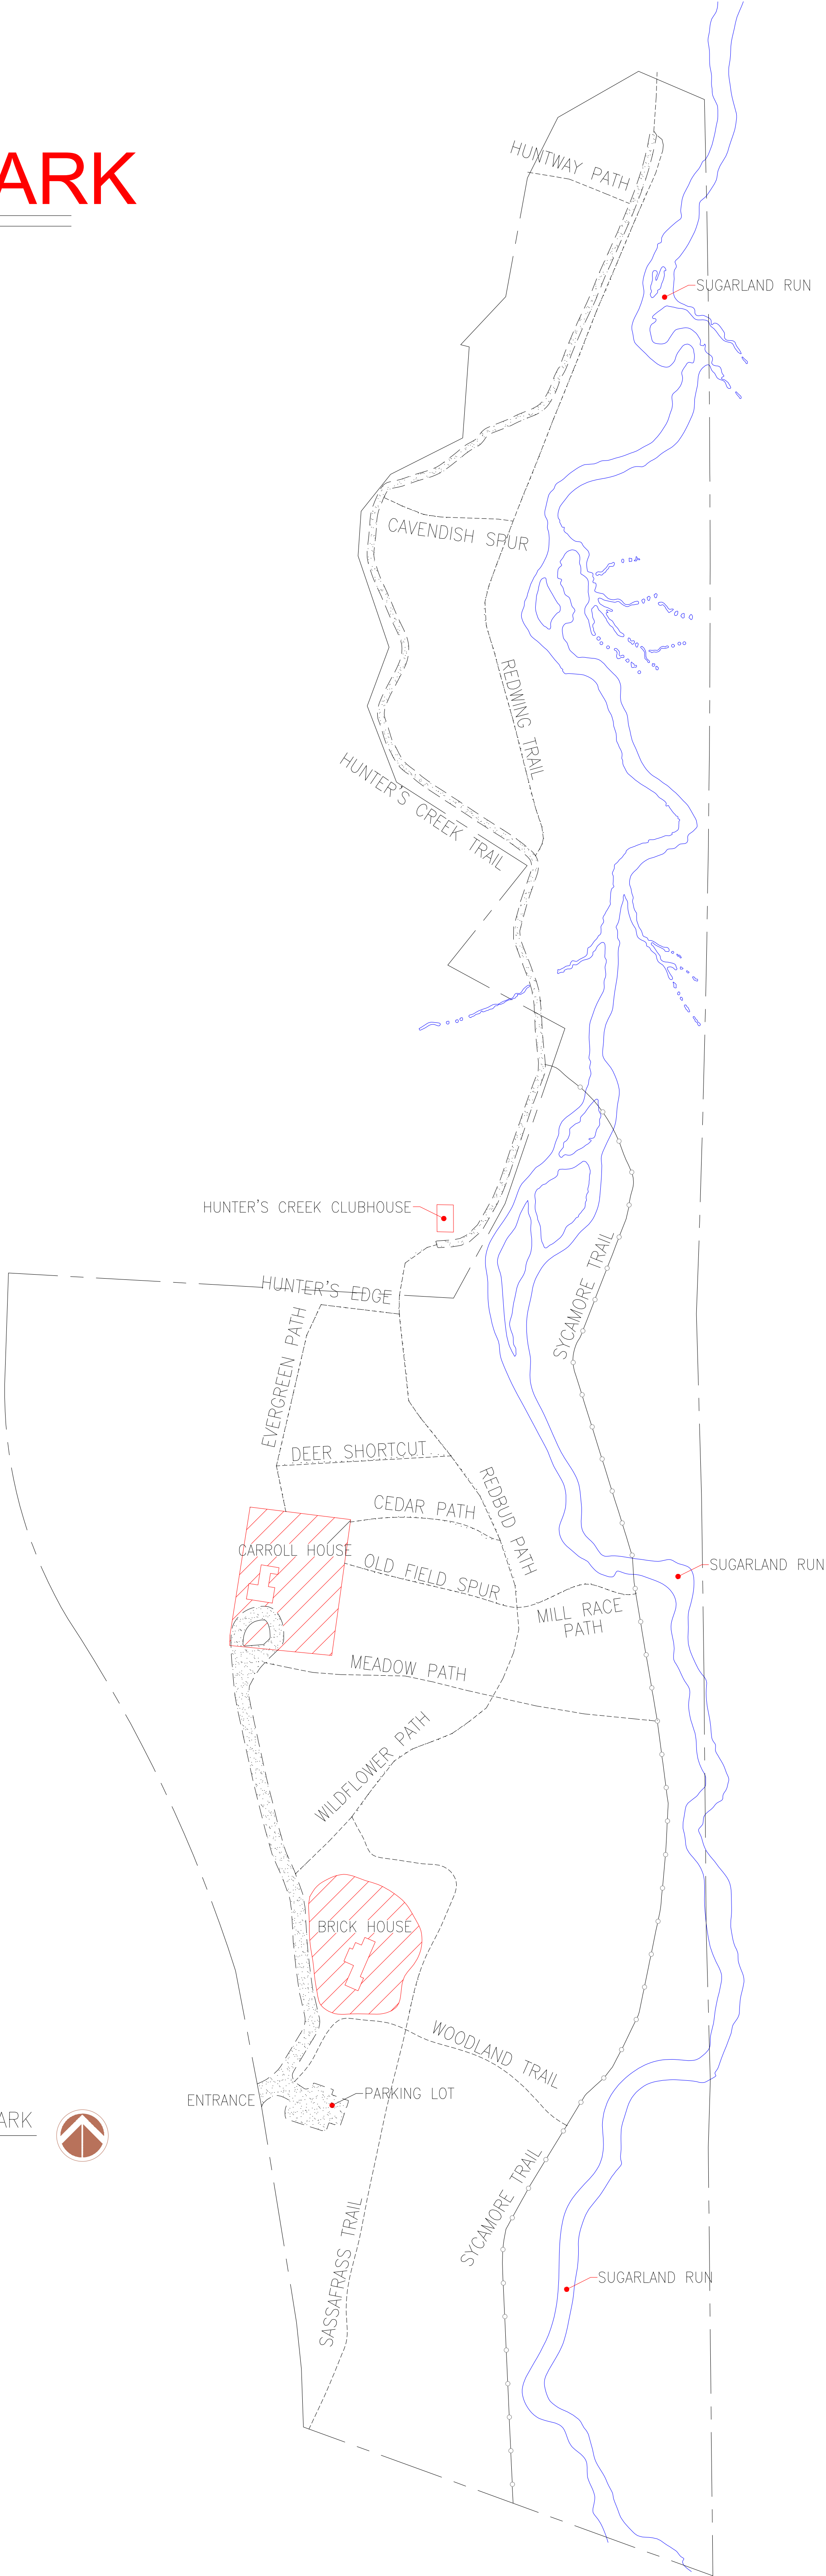 ARK
HUNTWAY PATH
SUGARLAND RUN
CAVENDISH SPUR
REDWING TRAIL
HUNTER'S CREEK TRAIL
HUNTER'S CREEK CLUBHOUSE
SYCAMORE TRAIL
HUNTER'S EDGE
EVERGREEN PATH
DEER SHORTCUT
REDBUD PATH
CEDAR PATH
CARROLL HOUSE
OLD FIELD SPUR
SUGARLAND RUN
MILL RACE
PATH
MEADOW PATH
WILDFLOWER PATH
BRICK HOUSE
WOODLAND TRAIL
ENTRANCE
PARKING LOT
ARK
SYCAMORE TRAIL
SASSAFRASS TRAIL
SUGARLAND RUN